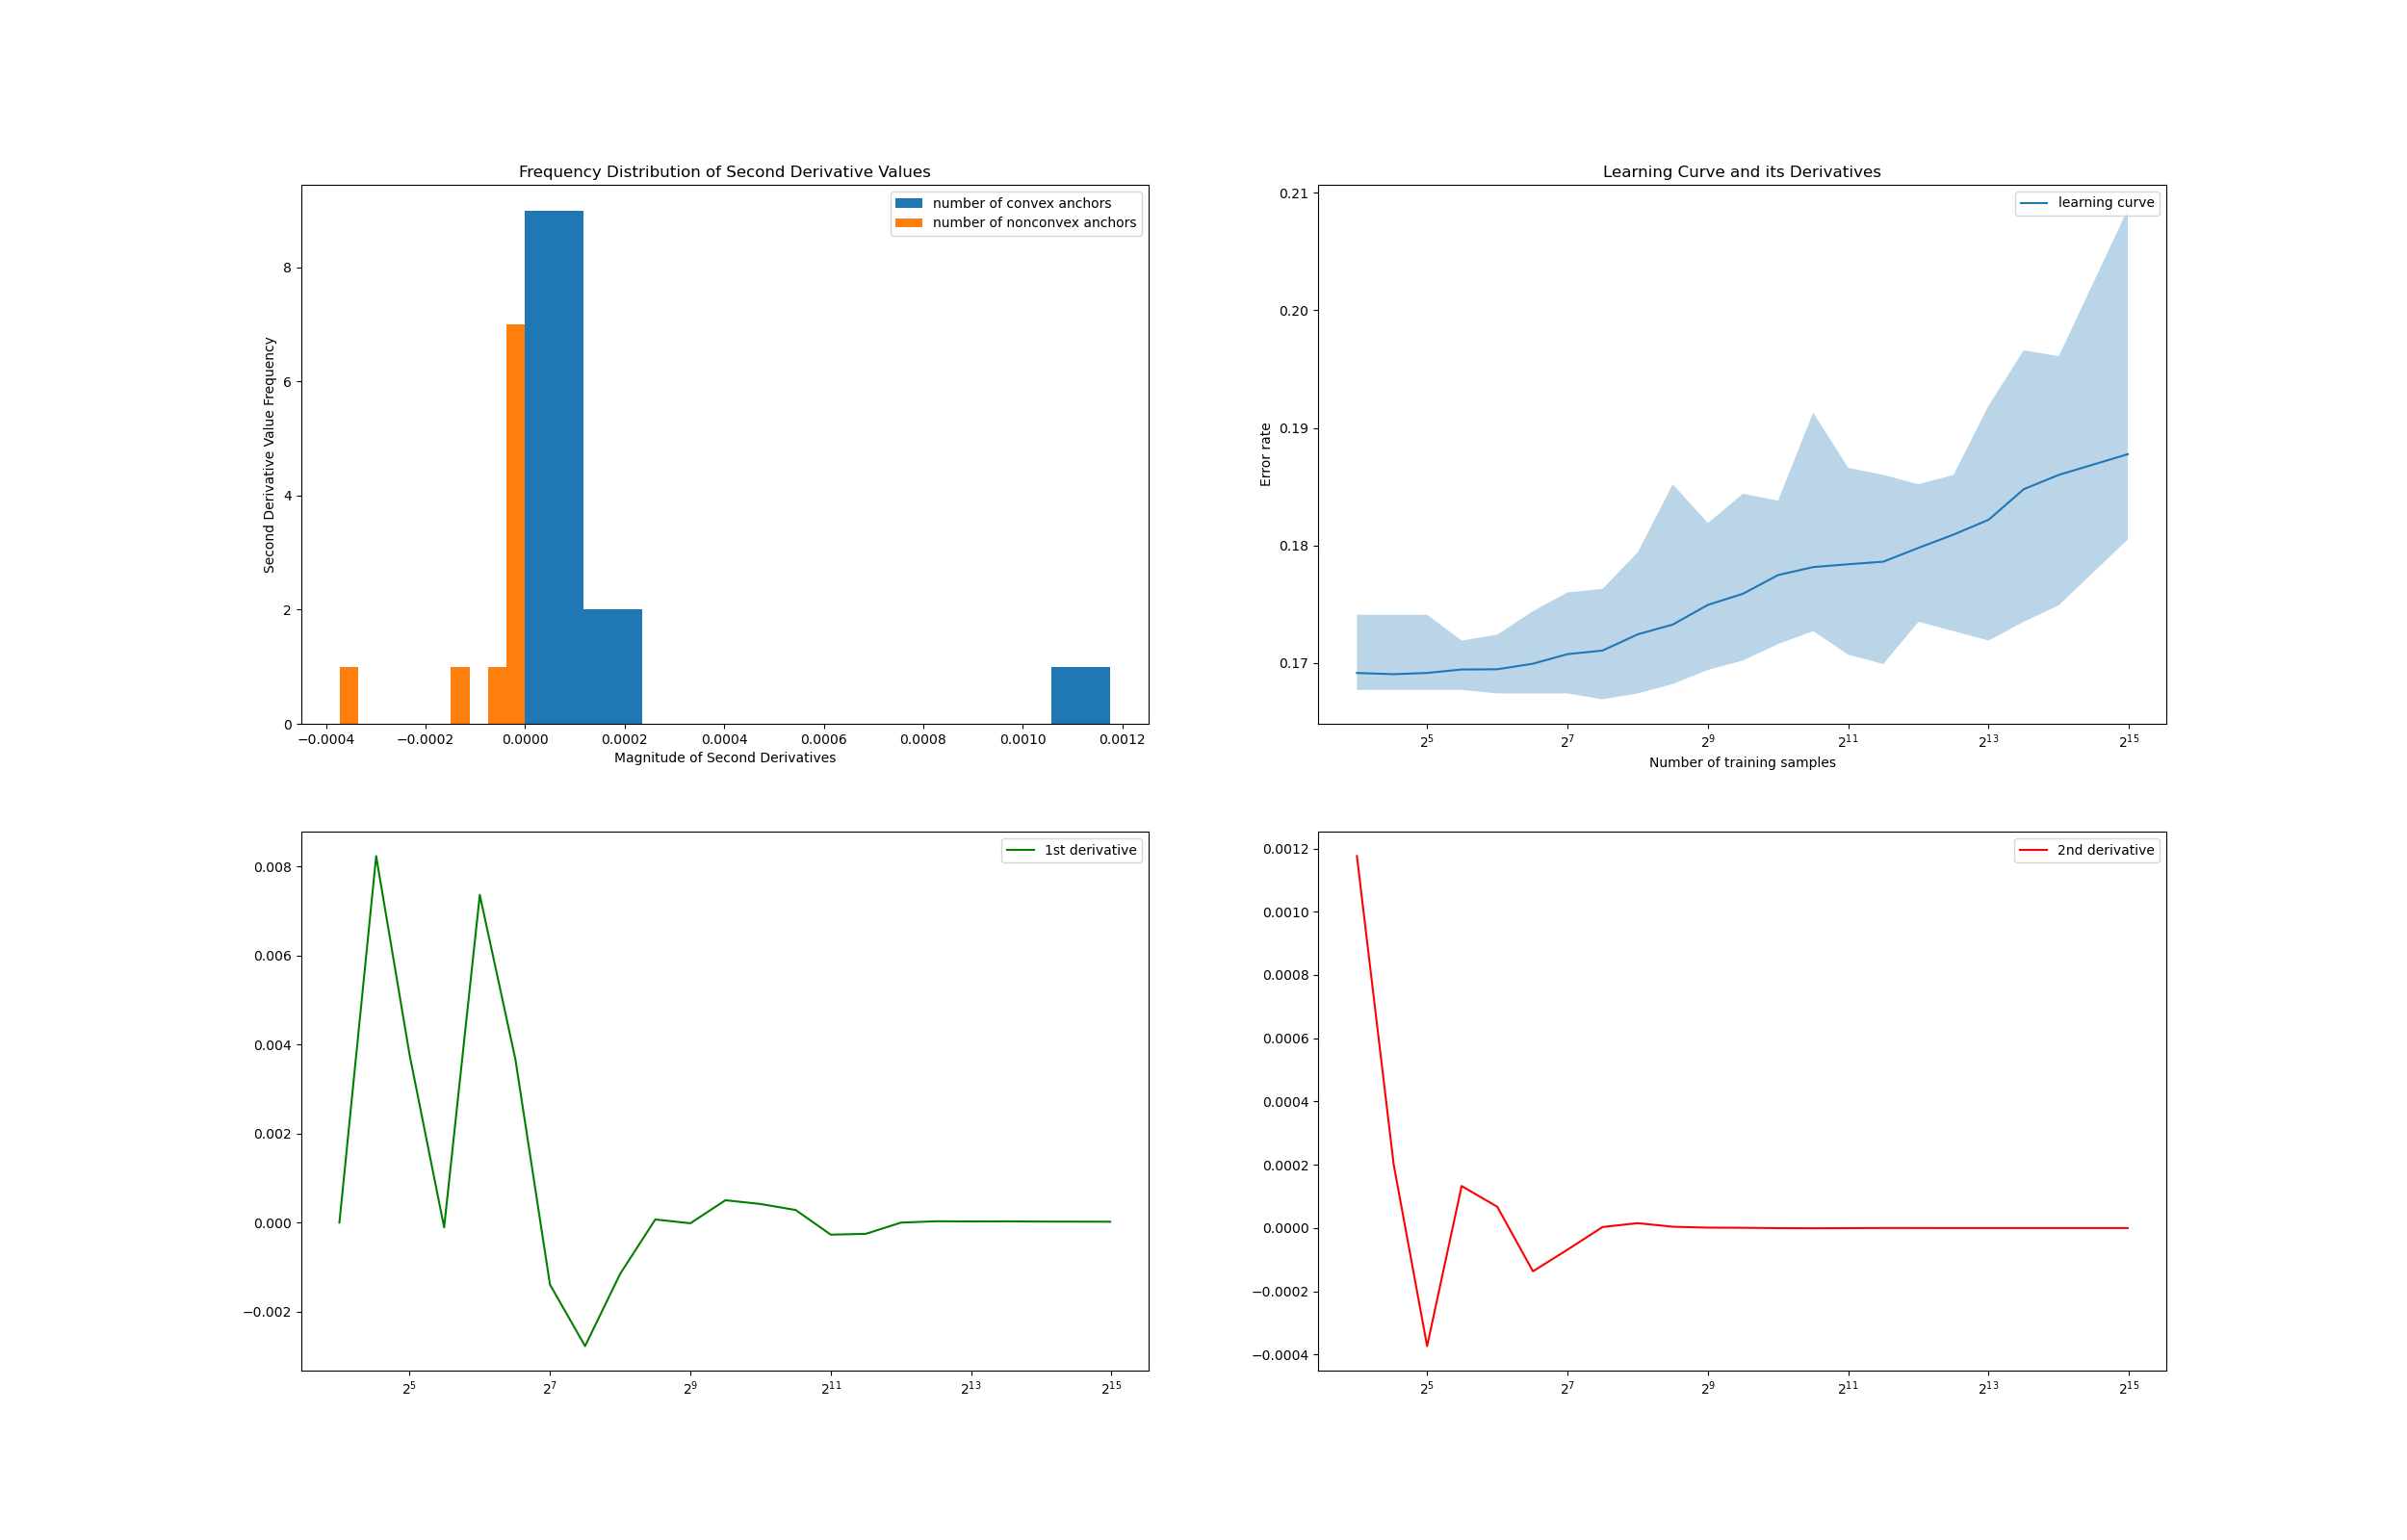 Frequency Distribution of Second Derivative Values
number of convex anchors
number of nonconvex anchors
Second Derivative Value Frequency
8
6
4
2
0
−0.0004 −0.0002 0.0000 0.0002 0.0004 0.0006 0.0008 0.0010 0.0012
Magnitude of Second Derivatives
Learning Curve and its Derivatives
learning curve
Error rate
0.21
0.20
0.19
0.18
0.17
2^5 2^7 2^9 2^11 2^13 2^15
Number of training samples
1st derivative
0.008
0.006
0.004
0.002
0.000
−0.002
2^5 2^7 2^9 2^11 2^13 2^15
2nd derivative
0.0012
0.0010
0.0008
0.0006
0.0004
0.0002
0.0000
−0.0002
−0.0004
2^5 2^7 2^9 2^11 2^13 2^15